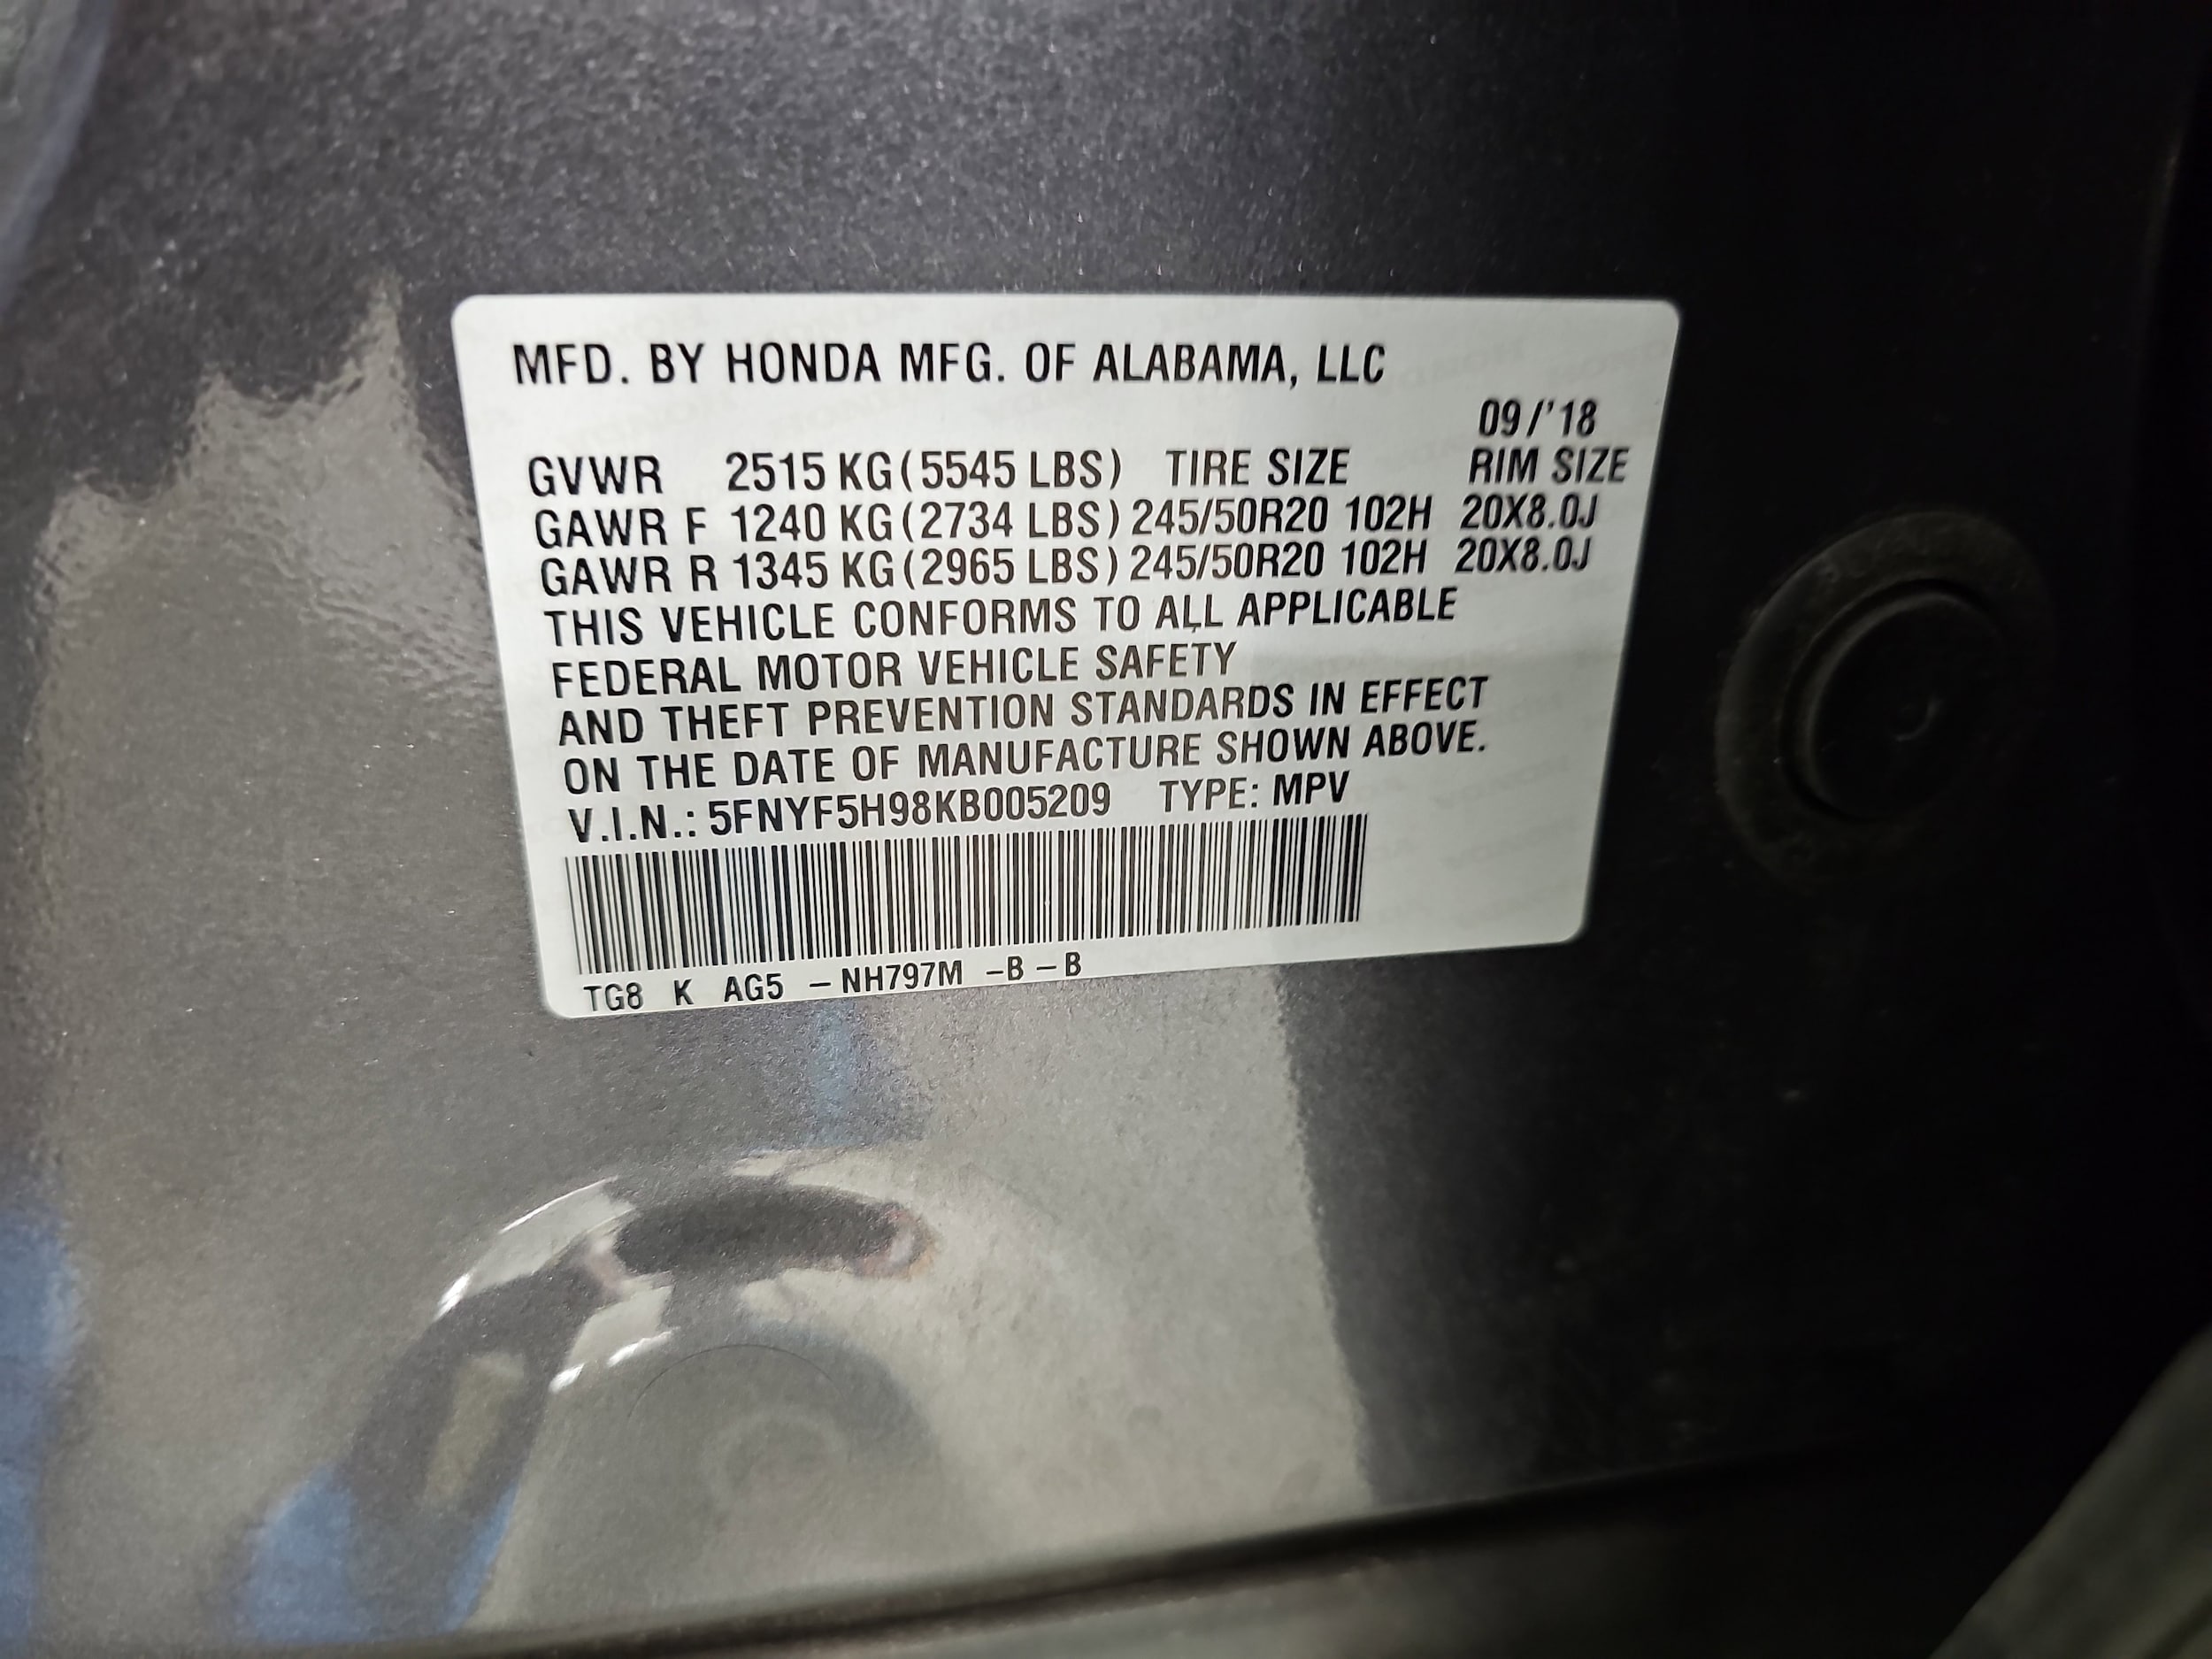 MFD. BY HONDA MFG. OF ALABAMA, LLC
09/'18
GVWR 2515 KG(5545 LBS) TIRE SIZE RIM SIZE
GAWR F 1240 KG(2734 LBS) 245/50R20 102H 20X8.0J
GAWR R 1345 KG(2965 LBS) 245/50R20 102H 20X8.0J
THIS VEHICLE CONFORMS TO ALL APPLICABLE
FEDERAL MOTOR VEHICLE SAFETY
AND THEFT PREVENTION STANDARDS IN EFFECT
ON THE DATE OF MANUFACTURE SHOWN ABOVE.
V.I.N.: 5FNYF5H98KB005209 TYPE: MPV
TG8 K AG5 –NH797M –B–B